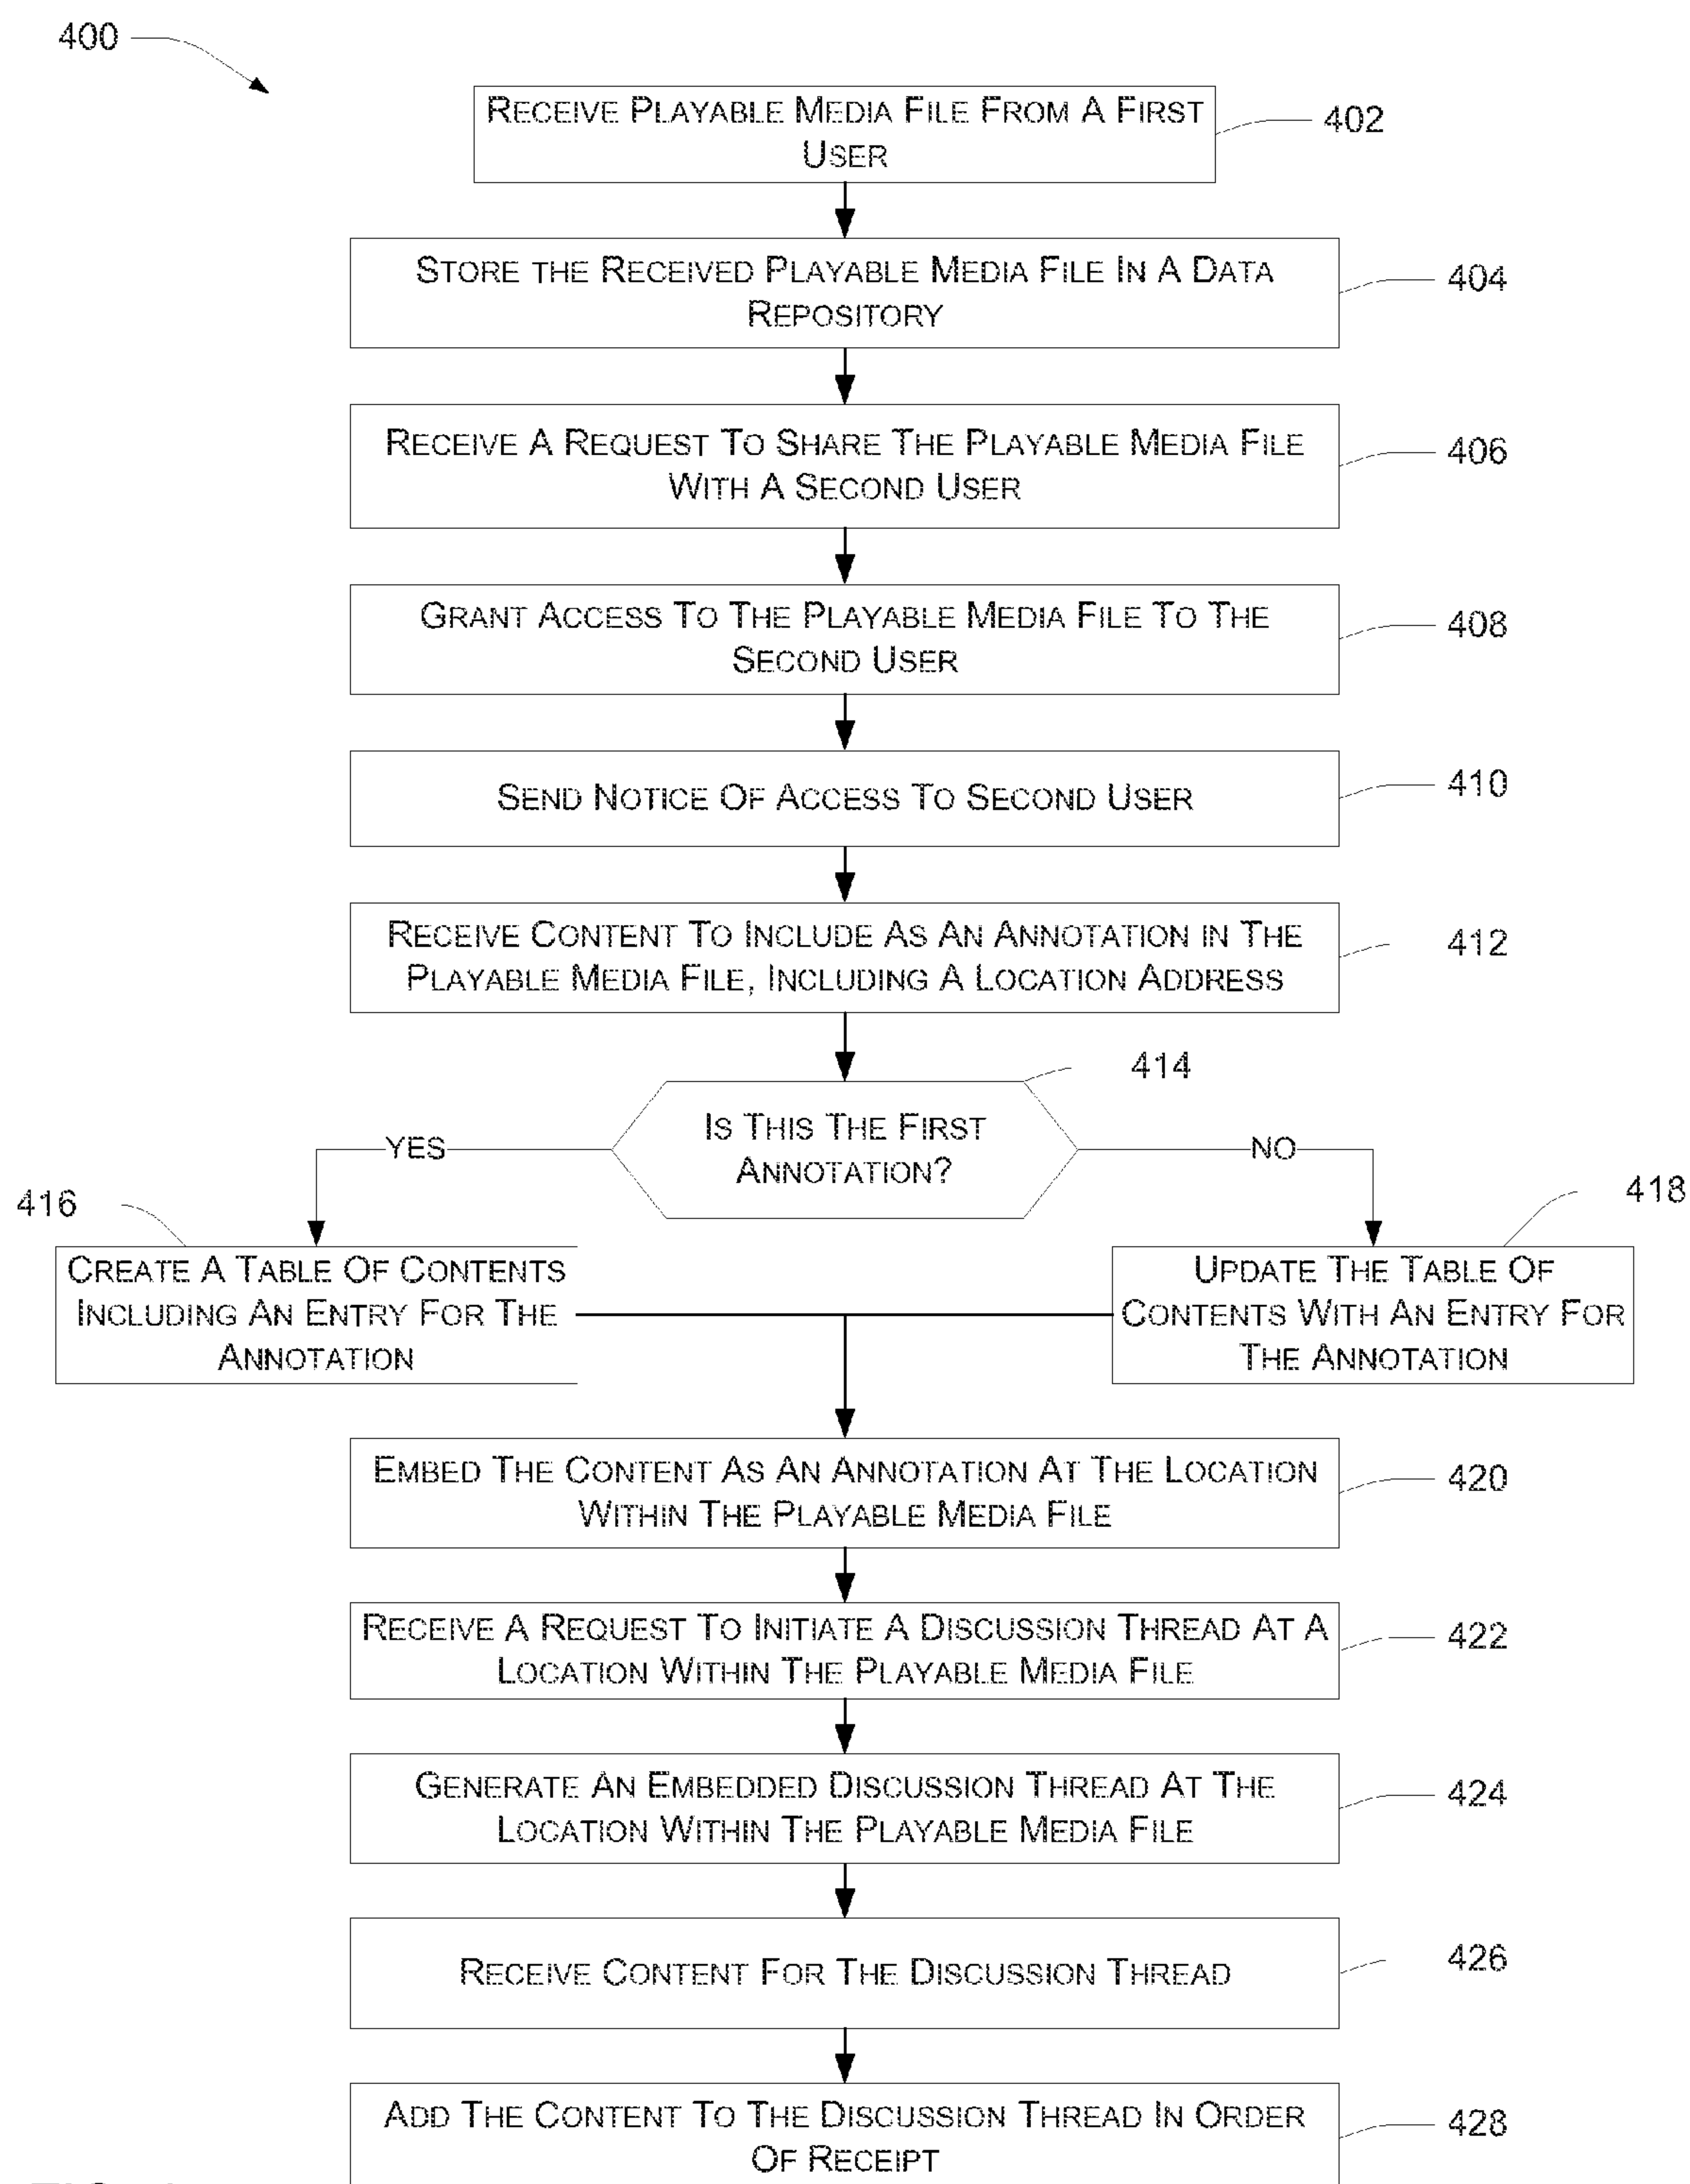 400
RECEIVE PLAYABLE MEDIA FILE FROM A FIRST
USER
402
STORE THE RECEIVED PLAYABLE MEDIA FILE IN A DATA
REPOSITORY
404
RECEIVE A REQUEST TO SHARE THE PLAYABLE MEDIA FILE
WITH A SECOND USER
406
GRANT ACCESS TO THE PLAYABLE MEDIA FILE TO THE
SECOND USER
408
SEND NOTICE OF ACCESS TO SECOND USER
410
RECEIVE CONTENT TO INCLUDE AS AN ANNOTATION IN THE
PLAYABLE MEDIA FILE, INCLUDING A LOCATION ADDRESS
412
414
IS THIS THE FIRST
ANNOTATION?
YES
NO
416
418
CREATE A TABLE OF CONTENTS
INCLUDING AN ENTRY FOR THE
ANNOTATION
UPDATE THE TABLE OF
CONTENTS WITH AN ENTRY FOR
THE ANNOTATION
EMBED THE CONTENT AS AN ANNOTATION AT THE LOCATION
WITHIN THE PLAYABLE MEDIA FILE
420
RECEIVE A REQUEST TO INITIATE A DISCUSSION THREAD AT A
LOCATION WITHIN THE PLAYABLE MEDIA FILE
422
GENERATE AN EMBEDDED DISCUSSION THREAD AT THE
LOCATION WITHIN THE PLAYABLE MEDIA FILE
424
RECEIVE CONTENT FOR THE DISCUSSION THREAD
426
ADD THE CONTENT TO THE DISCUSSION THREAD IN ORDER
OF RECEIPT
428